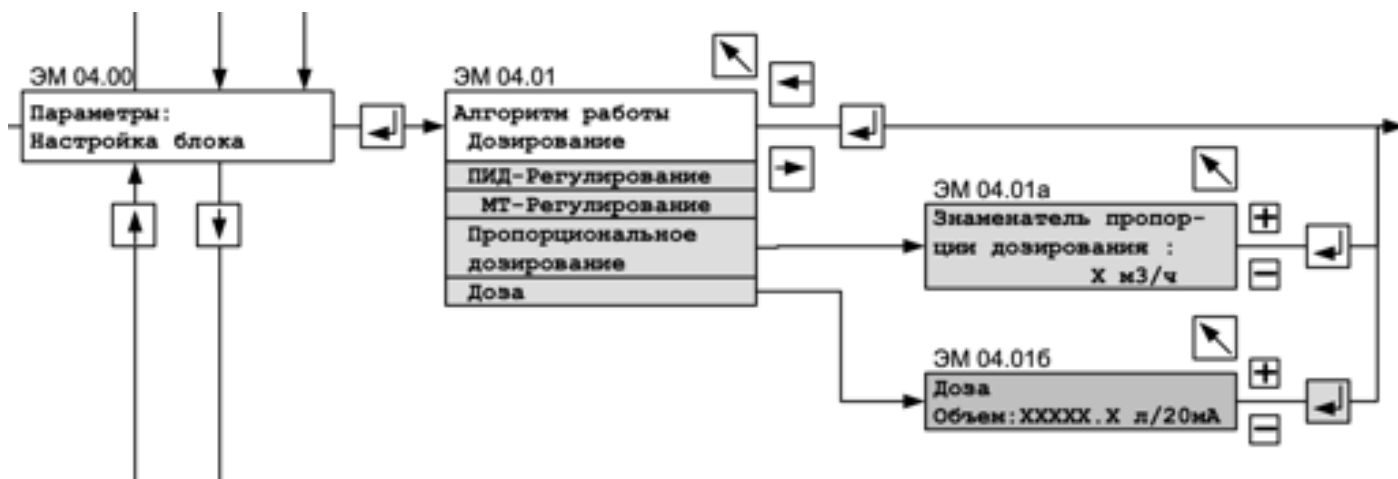 ЭМ 04.00
Параметры:
Настройка блока
ЭМ 04.01
Алгоритм работы
Дозирование
ПИД-Регулирование
МТ-Регулирование
Пропорциональное
дозирование
Доза
ЭМ 04.01а
Знаменатель пропор-
ции дозирования :
X м3/ч
ЭМ 04.01б
Доза
Объем:XXXXX.X л/20мА